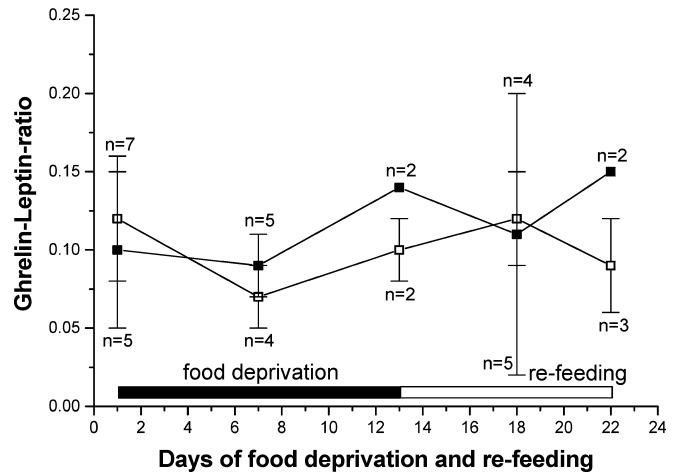 0.25
0.20
0.15
0.10
0.05
0.00
Ghrelin-Leptin-ratio
n=7
n=5
n=5
n=4
n=2
n=2
n=4
n=5
n=2
n=3
food deprivation
re-feeding
0 2 4 6 7 8 10 12 13 14 16 18 20 22 24
Days of food deprivation and re-feeding